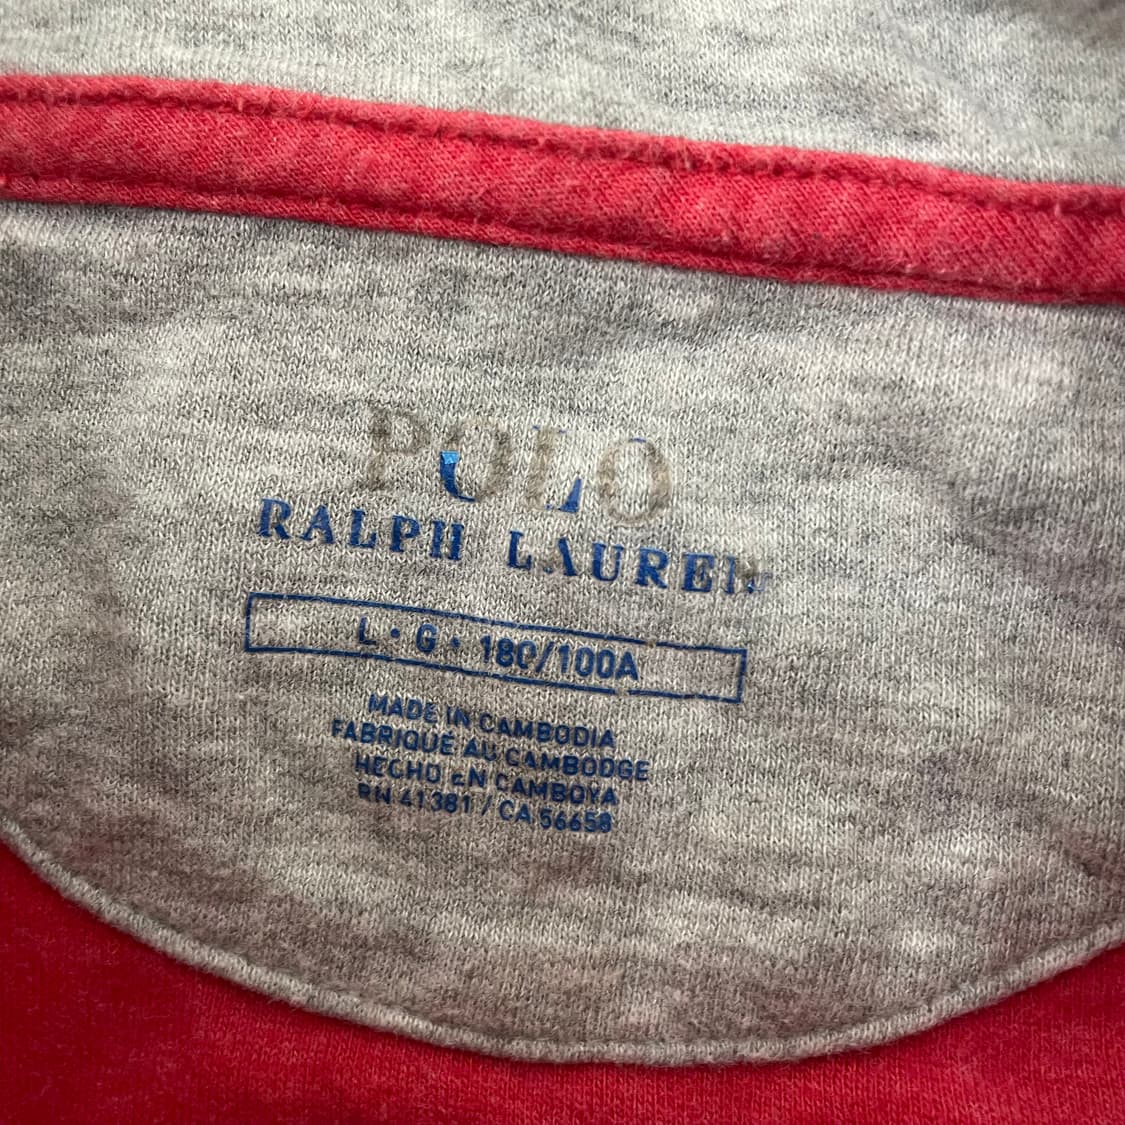 POLO
RALPH LAUREN
L • G • 180/100A
MADE IN CAMBODIA
FABRIQUE AU CAMBODGE
HECHO EN CAMBOYA
RN 41381 / CA 56658